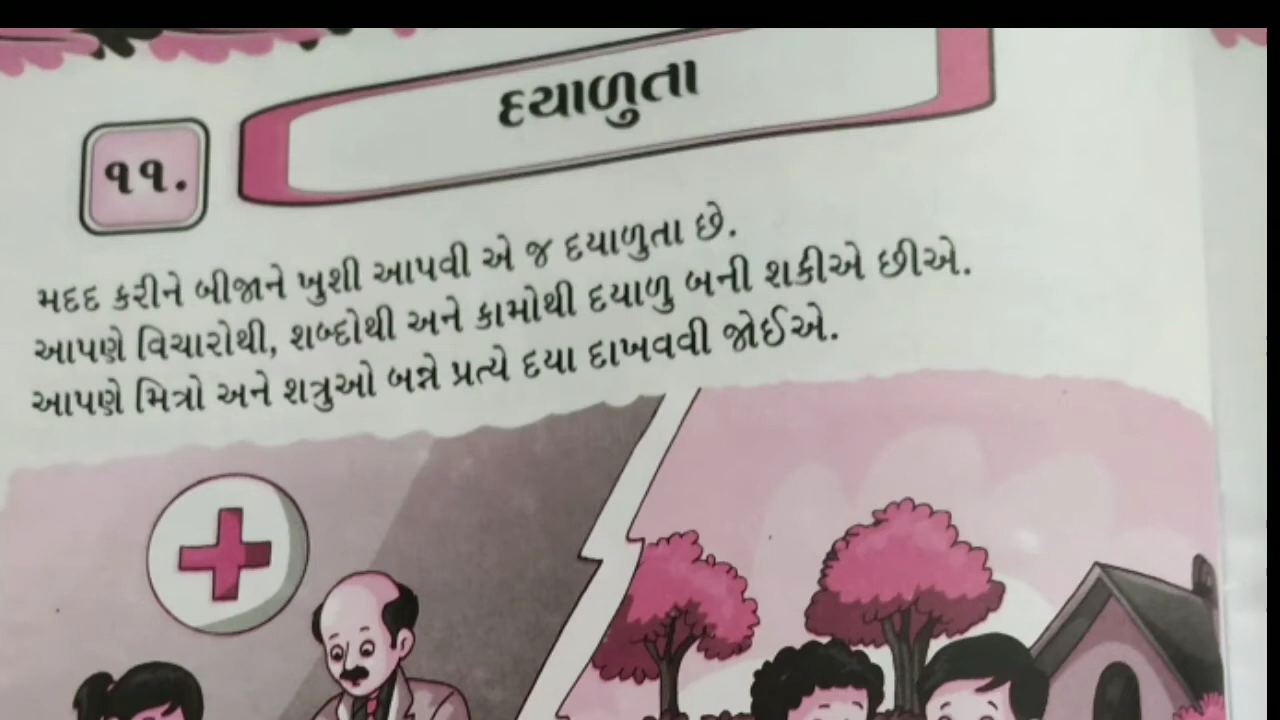 ૧૧.
દયાળુતા
મદદ કરીને બીજાને ખુશી આપવી એ જ દયાળુતા છે.
આપણે વિચારોથી, શબ્દોથી અને કામોથી દયાળુ બની શકીએ છીએ.
આપણે મિત્રો અને શત્રુઓ બન્ને પ્રત્યે દયા દાખવવી જોઈએ.